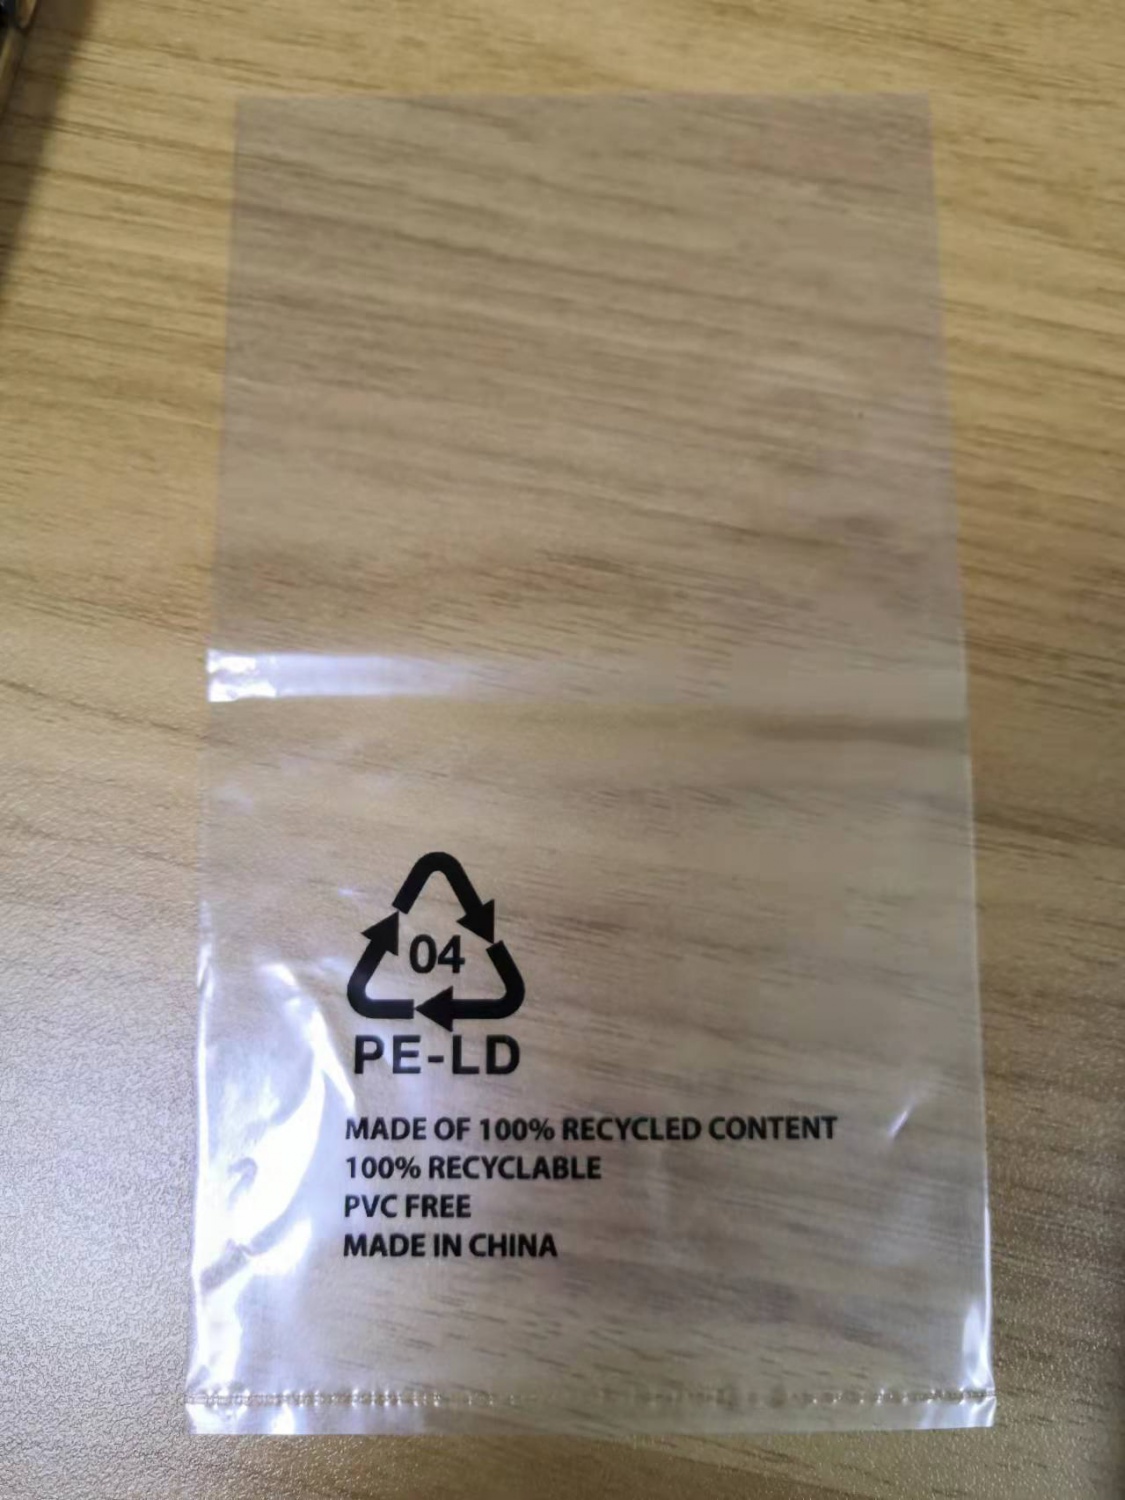 04
PE-LD
MADE OF 100% RECYCLED CONTENT
100% RECYCLABLE
PVC FREE
MADE IN CHINA